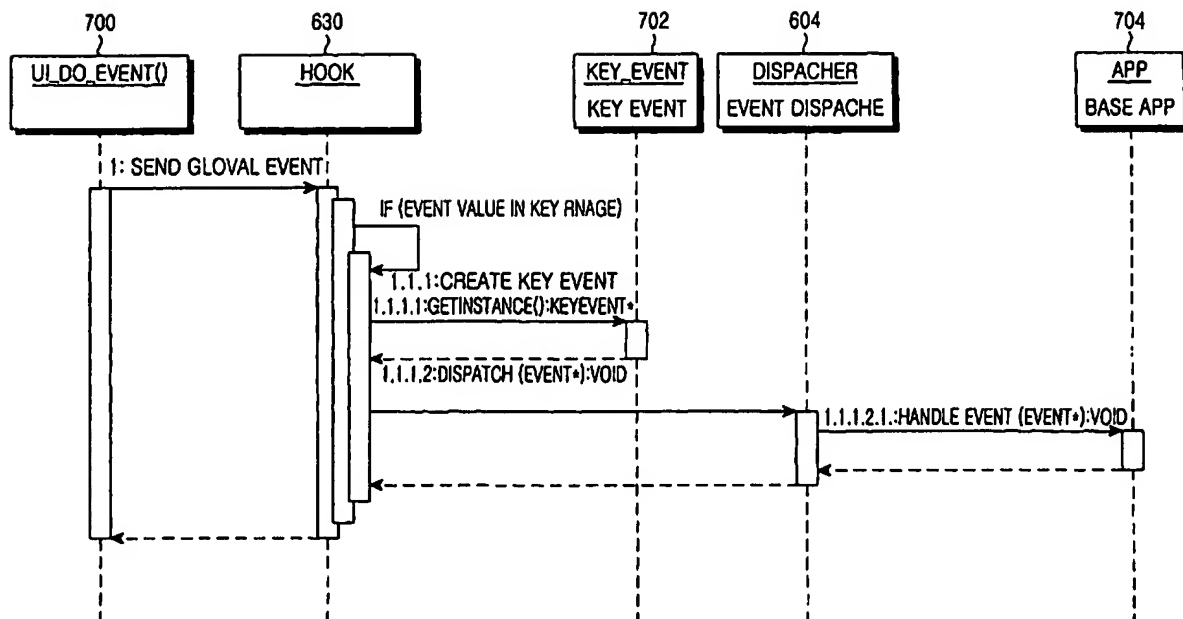 700
630
702
604
704
UI_DO_EVENT()
HOOK
KEY_EVENT
KEY EVENT
DISPACHER
EVENT DISPACHE
APP
BASE APP
1: SEND GLOVAL EVENT
IF (EVENT VALUE IN KEY RNAGE)
1.1.1:CREATE KEY EVENT
1.1.1.1:GETINSTANCE():KEYEVENT*
1.1.1.2:DISPATCH (EVENT*):VOID
1.1.1.2.1.:HANDLE EVENT (EVENT*):VOID